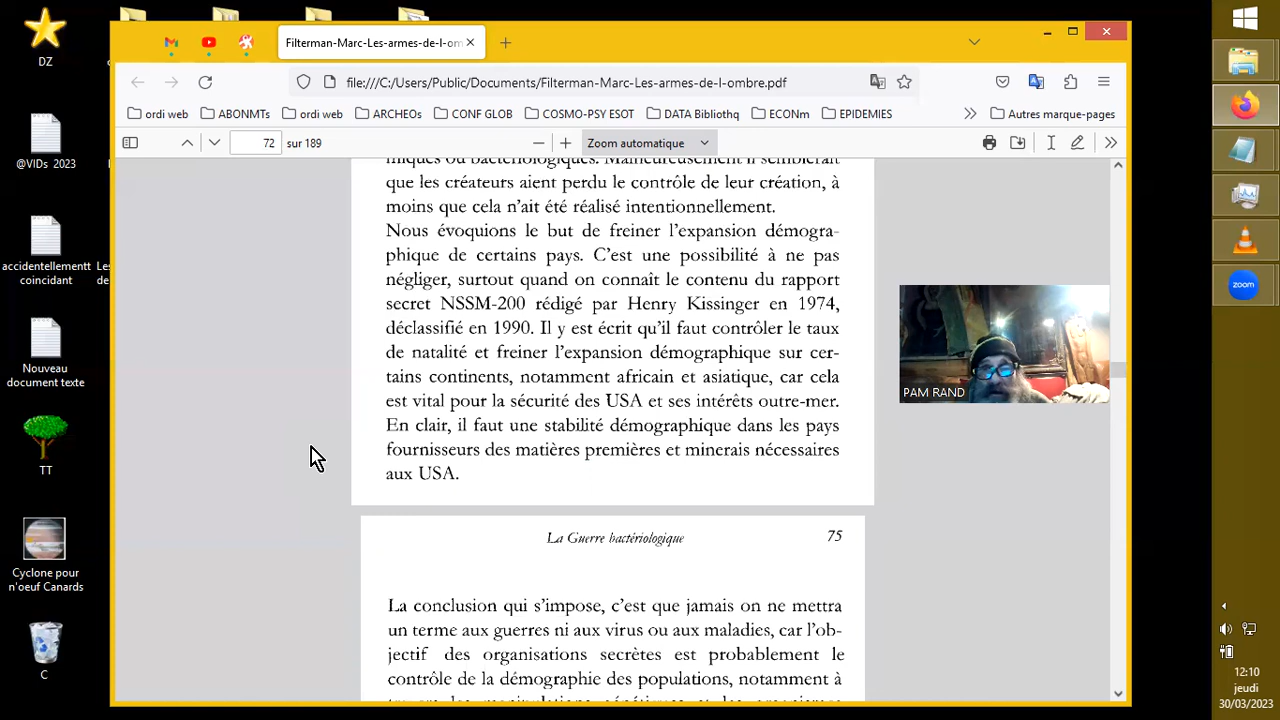 DZ
@VIDs 2023
accidentellementt
coincidant
Nouveau
document texte
TT
Cyclone pour
n'oeuf Canards
C
Filterman-Marc-Les-armes-de-l-om
file:///C:/Users/Public/Documents/Filterman-Marc-Les-armes-de-l-ombre.pdf
ordi web
ABONMTs
ordi web
ARCHEOs
CONF GLOB
COSMO-PSY ESOT
DATA Bibliothq
ECONm
EPIDEMIES
Autres marque-pages
72 sur 189
Zoom automatique
miques ou bactériologiques. Malheureusement il semblerait
que les créateurs aient perdu le contrôle de leur création, à
moins que cela n'ait été réalisé intentionnellement.
Nous évoquions le but de freiner l'expansion démogra-
phique de certains pays. C'est une possibilité à ne pas
négliger, surtout quand on connaît le contenu du rapport
secret NSSM-200 rédigé par Henry Kissinger en 1974,
déclassifié en 1990. Il y est écrit qu'il faut contrôler le taux
de natalité et freiner l'expansion démographique sur cer-
tains continents, notamment africain et asiatique, car cela
est vital pour la sécurité des USA et ses intérêts outre-mer.
En clair, il faut une stabilité démographique dans les pays
fournisseurs des matières premières et minerais nécessaires
aux USA.
La Guerre bactériologique 75
La conclusion qui s'impose, c'est que jamais on ne mettra
un terme aux guerres ni aux virus ou aux maladies, car l'ob-
jectif des organisations secrètes est probablement le
contrôle de la démographie des populations, notamment à
PAM RAND
zoom
12:10
jeudi
30/03/2023